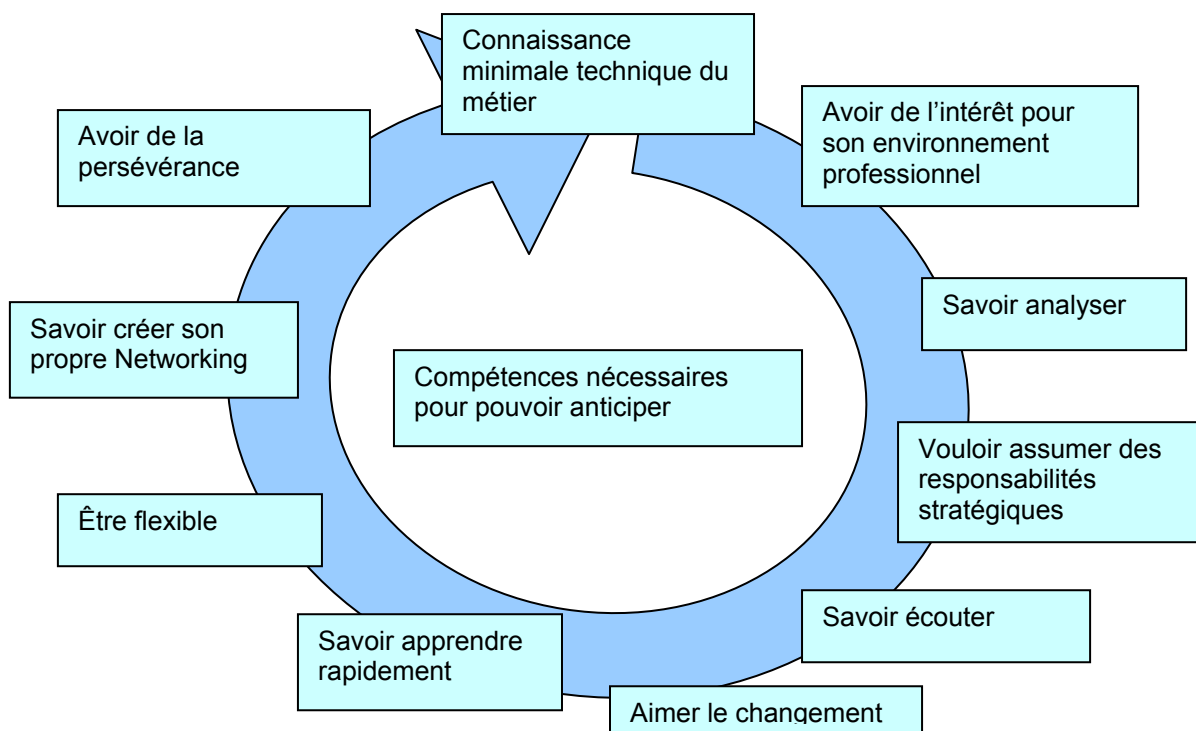 Connaissance
minimale technique du
métier
Avoir de l’intérêt pour
son environnement
professionnel
Savoir analyser
Vouloir assumer des
responsabilités
stratégiques
Savoir écouter
Aimer le changement
Savoir apprendre
rapidement
Être flexible
Savoir créer son
propre Networking
Avoir de la
persévérance
Compétences nécessaires
pour pouvoir anticiper